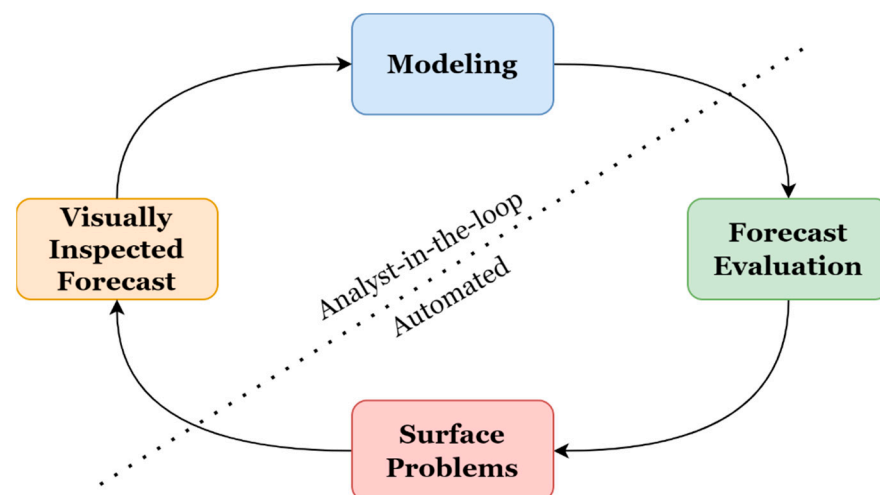 Modeling
Visually
Inspected
Forecast
Analyst-in-the-loop
Automated
Forecast
Evaluation
Surface
Problems